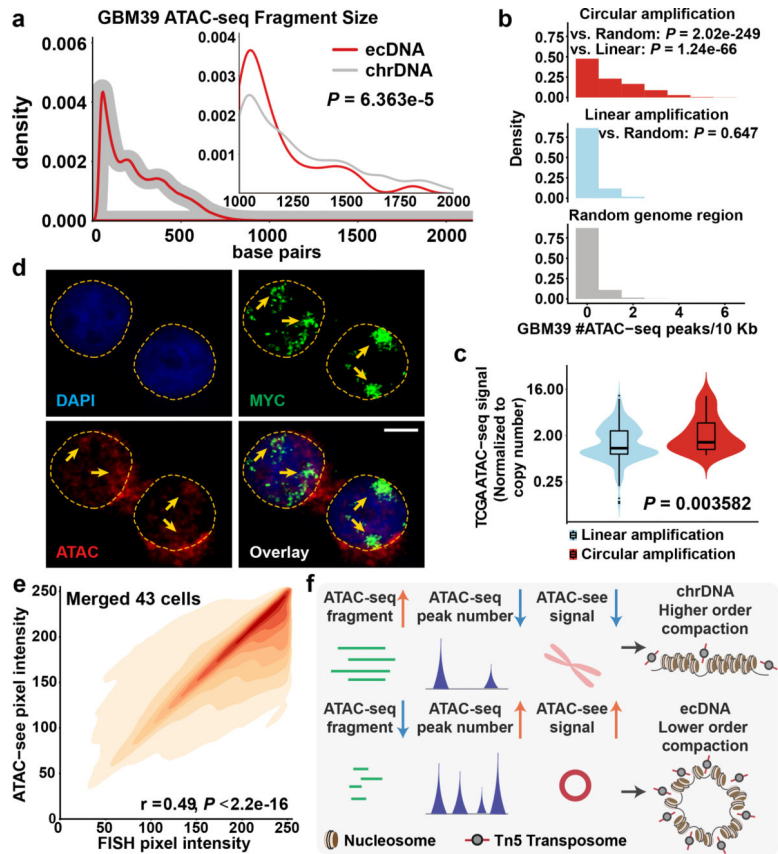 a
GBM39 ATAC-seq Fragment Size
0.006
0.004
0.002
0.000
density
0.004
0.003
0.002
0.001
ecDNA
chrDNA
P = 6.363e-5
1000 1250 1500 1750 2000
0 500 1000 1500 2000
base pairs
b
Circular amplification
vs. Random: P = 2.02e-249
vs. Linear: P = 1.24e-66
0.75
0.50
0.25
0.00
Linear amplification
vs. Random: P = 0.647
0.75
0.50
0.25
0.00
Density
Random genome region
0.75
0.50
0.25
0.00
0 2 4 6
GBM39 #ATAC−seq peaks/10 Kb
c
TCGA ATAC−seq signal
(Normalized to
copy number)
16.00
2.00
0.25
P = 0.003582
Linear amplification
Circular amplification
d
DAPI
MYC
ATAC
Overlay
e
Merged 43 cells
ATAC−see pixel intensity
250
200
150
100
50
0
r = 0.49, P < 2.2e-16
0 50 100 150 200 250
FISH pixel intensity
f
ATAC-seq
fragment
ATAC-seq
peak number
ATAC-see
signal
chrDNA
Higher order
compaction
ATAC-seq
fragment
ATAC-seq
peak number
ATAC-see
signal
ecDNA
Lower order
compaction
Nucleosome
Tn5 Transposome